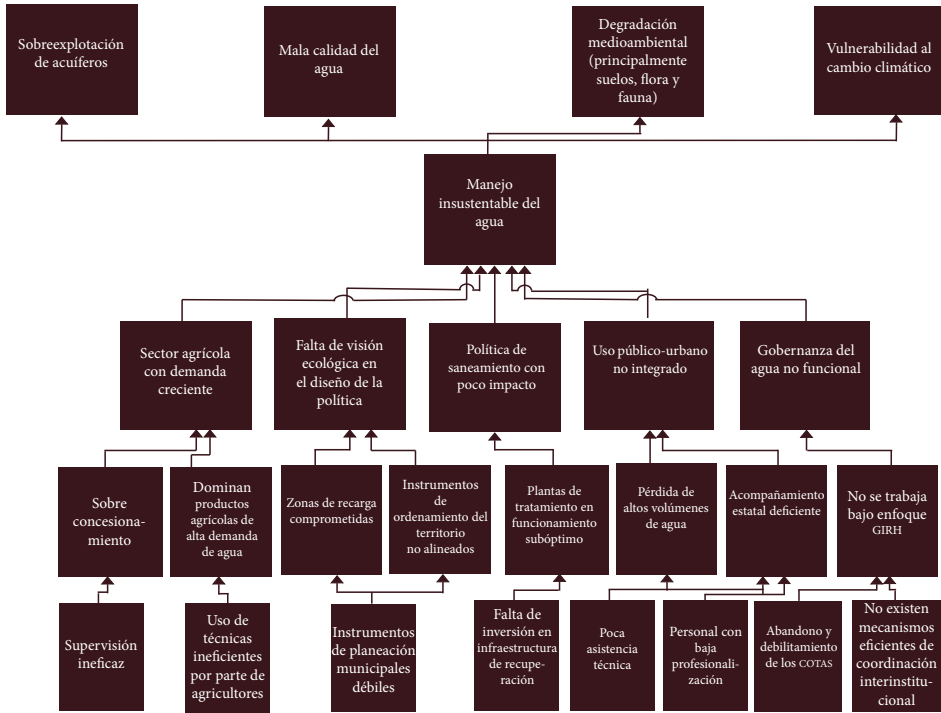 Sobreexplotación
de acuíferos
Mala calidad del
agua
Degradación
medioambiental
(principalmente
suelos, flora y
fauna)
Vulnerabilidad al
cambio climático
Manejo
insustentable del
agua
Sector agrícola
con demanda
creciente
Falta de visión
ecológica en
el diseño de la
política
Política de
saneamiento con
poco impacto
Uso público-urbano
no integrado
Gobernanza del
agua no funcional
Sobre
concesiona-
miento
Dominan
productos
agrícolas de
alta demanda
de agua
Zonas de recarga
comprometidas
Instrumentos
de
ordenamiento del
territorio
no alineados
Plantas de
tratamiento en
funcionamiento
subóptimo
Pérdida de
altos volúmenes
de agua
Acompañamiento
estatal deficiente
No se trabaja
bajo enfoque
GIRH
Supervisión
ineficaz
Uso de
técnicas
ineficientes
por parte de
agricultores
Instrumentos
de planeación
municipales
débiles
Falta de
inversión en
infraestructura
de recupe-
ración
Poca
asistencia
técnica
Personal con
baja
profesionali-
zación
Abandono y
debilitamiento
de los COTAS
No existen
mecanismos
eficientes de
coordinación
interinstitu-
cional